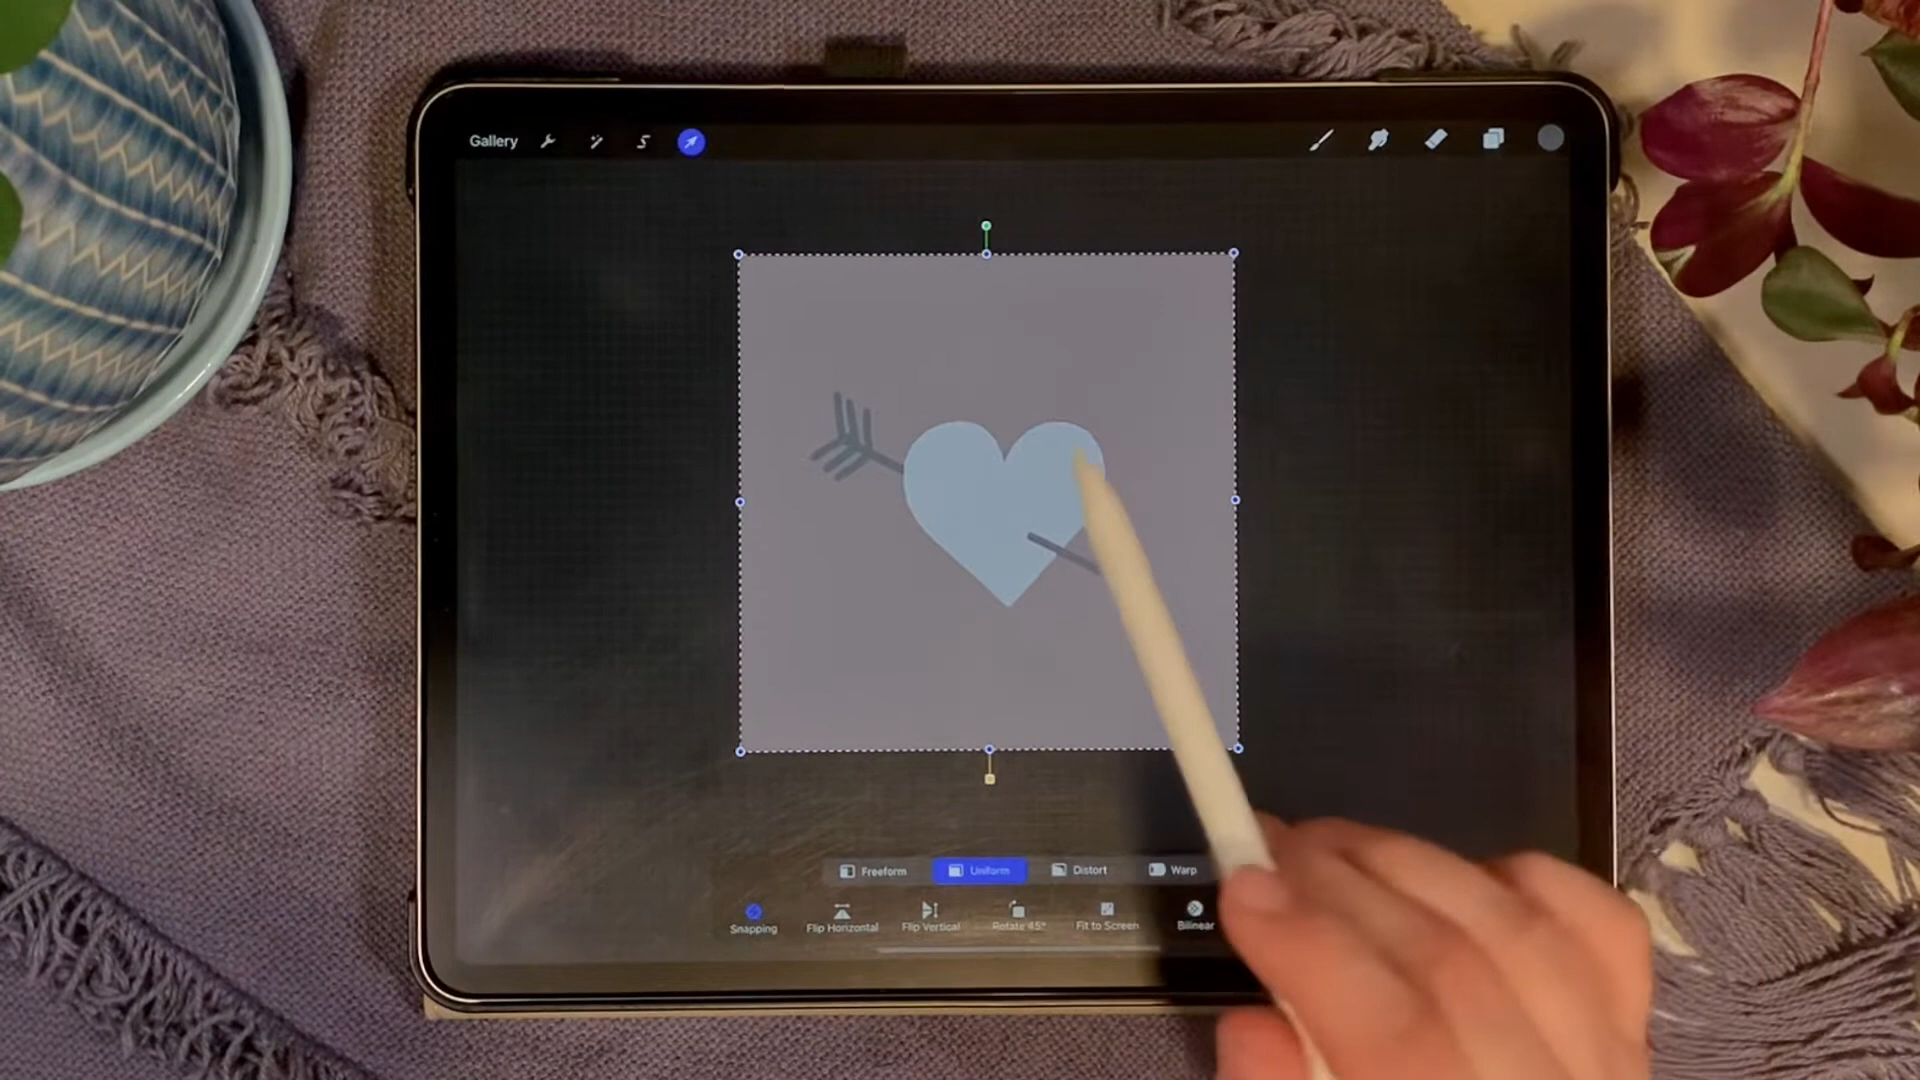 Gallery
Freeform Uniform Distort Warp
Snapping Flip Horizontal Flip Vertical Rotate 45° Fit to Screen Bilinear